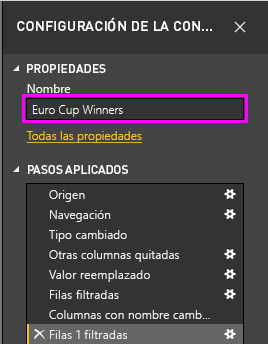 CONFIGURACIÓN DE LA CON...
PROPIEDADES
Nombre
Euro Cup Winners
Todas las propiedades
PASOS APLICADOS
Origen
Navegación
Tipo cambiado
Otras columnas quitadas
Valor reemplazado
Filas filtradas
Columnas con nombre camb...
Filas 1 filtradas